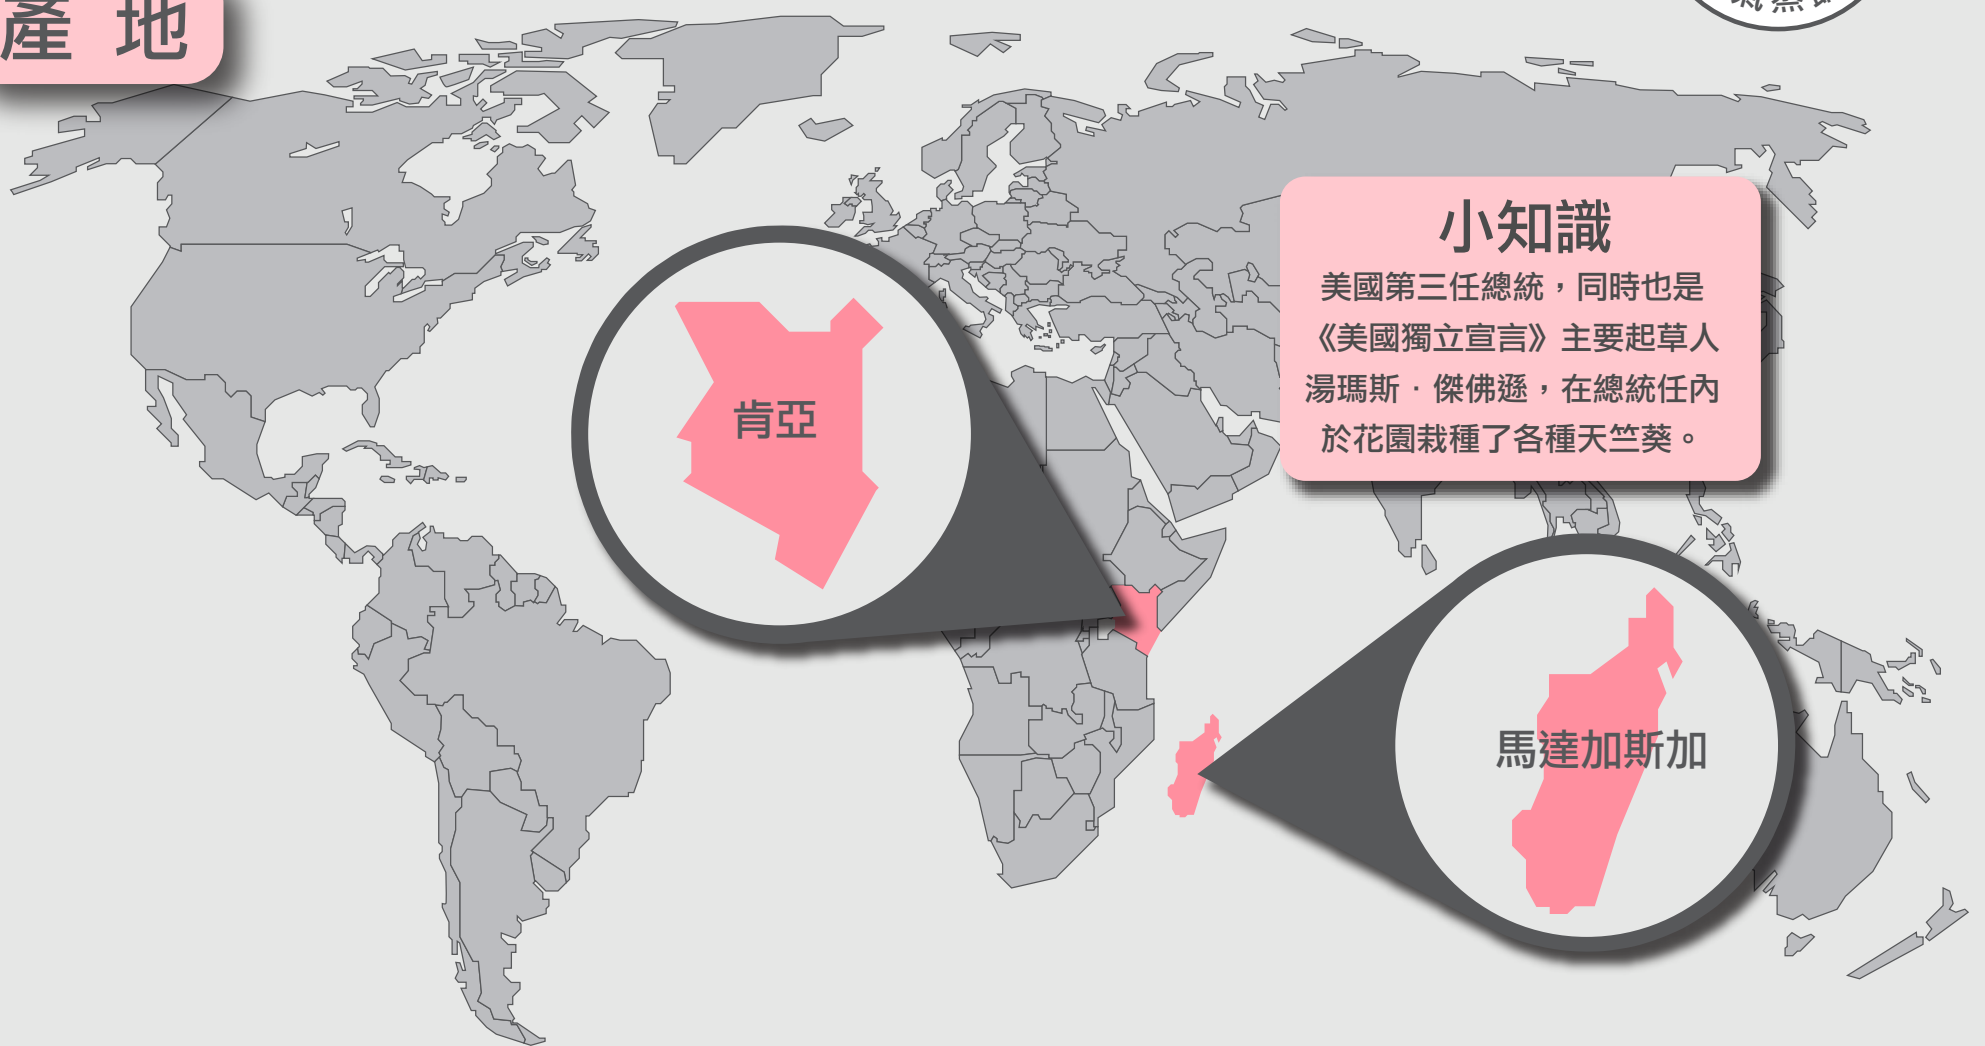 產 地
小知識
美國第三任總統，同時也是
《美國獨立宣言》主要起草人
湯瑪斯．傑佛遜，在總統任內
於花園栽種了各種天竺葵。
肯亞
馬達加斯加